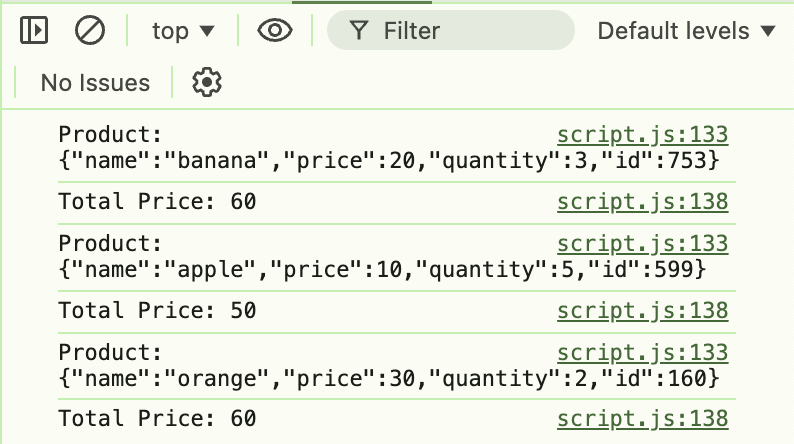 top ▼ Filter Default levels ▼
No Issues
Product: script.js:133
{"name":"banana","price":20,"quantity":3,"id":753}
Total Price: 60 script.js:138
Product: script.js:133
{"name":"apple","price":10,"quantity":5,"id":599}
Total Price: 50 script.js:138
Product: script.js:133
{"name":"orange","price":30,"quantity":2,"id":160}
Total Price: 60 script.js:138